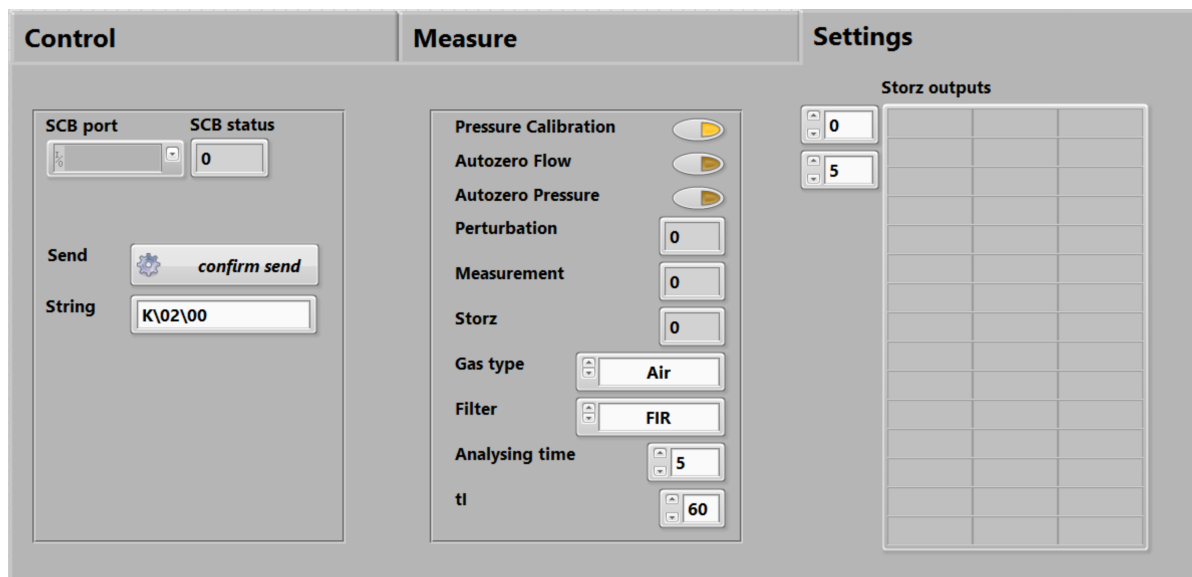 Control
Measure
Settings
SCB port
SCB status
0
Send
confirm send
String
K\02\00
Pressure Calibration
Autozero Flow
Autozero Pressure
Perturbation
0
Measurement
0
Storz
0
Gas type
Air
Filter
FIR
Analysing time
5
tI
60
Storz outputs
0
5